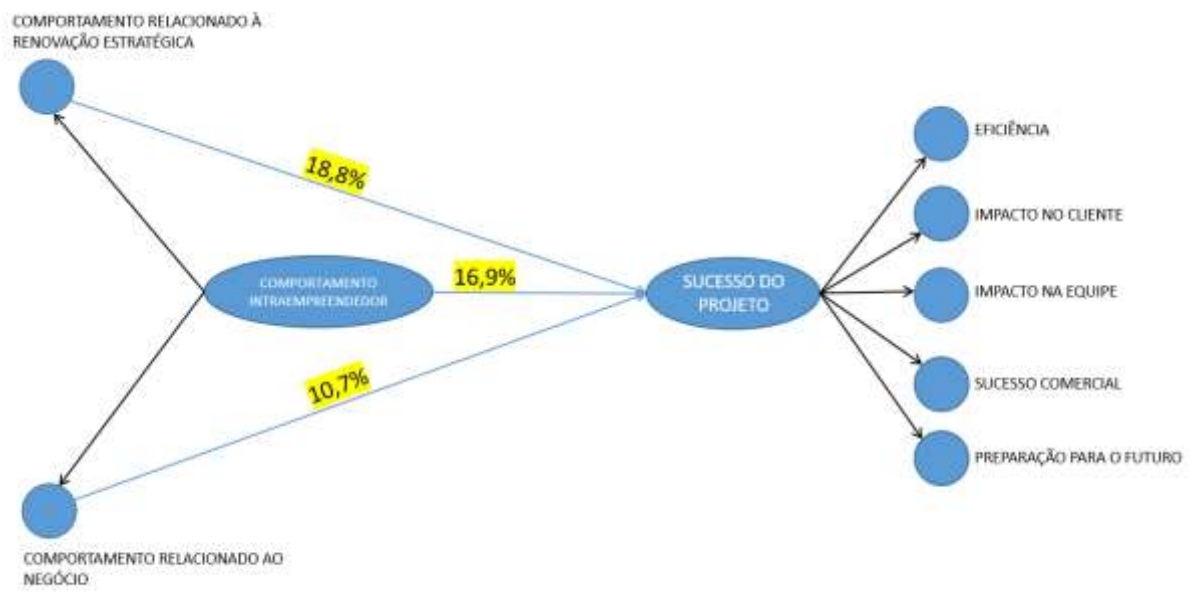 COMPORTAMENTO RELACIONADO À
RENOVAÇÃO ESTRATÉGICA
18,8%
EFICIÊNCIA
IMPACTO NO CLIENTE
COMPORTAMENTO
INTRAEMPREENDEDOR
16,9%
SUCESSO DO
PROJETO
IMPACTO NA EQUIPE
10,7%
SUCESSO COMERCIAL
PREPARAÇÃO PARA O FUTURO
COMPORTAMENTO RELACIONADO AO
NEGÓCIO